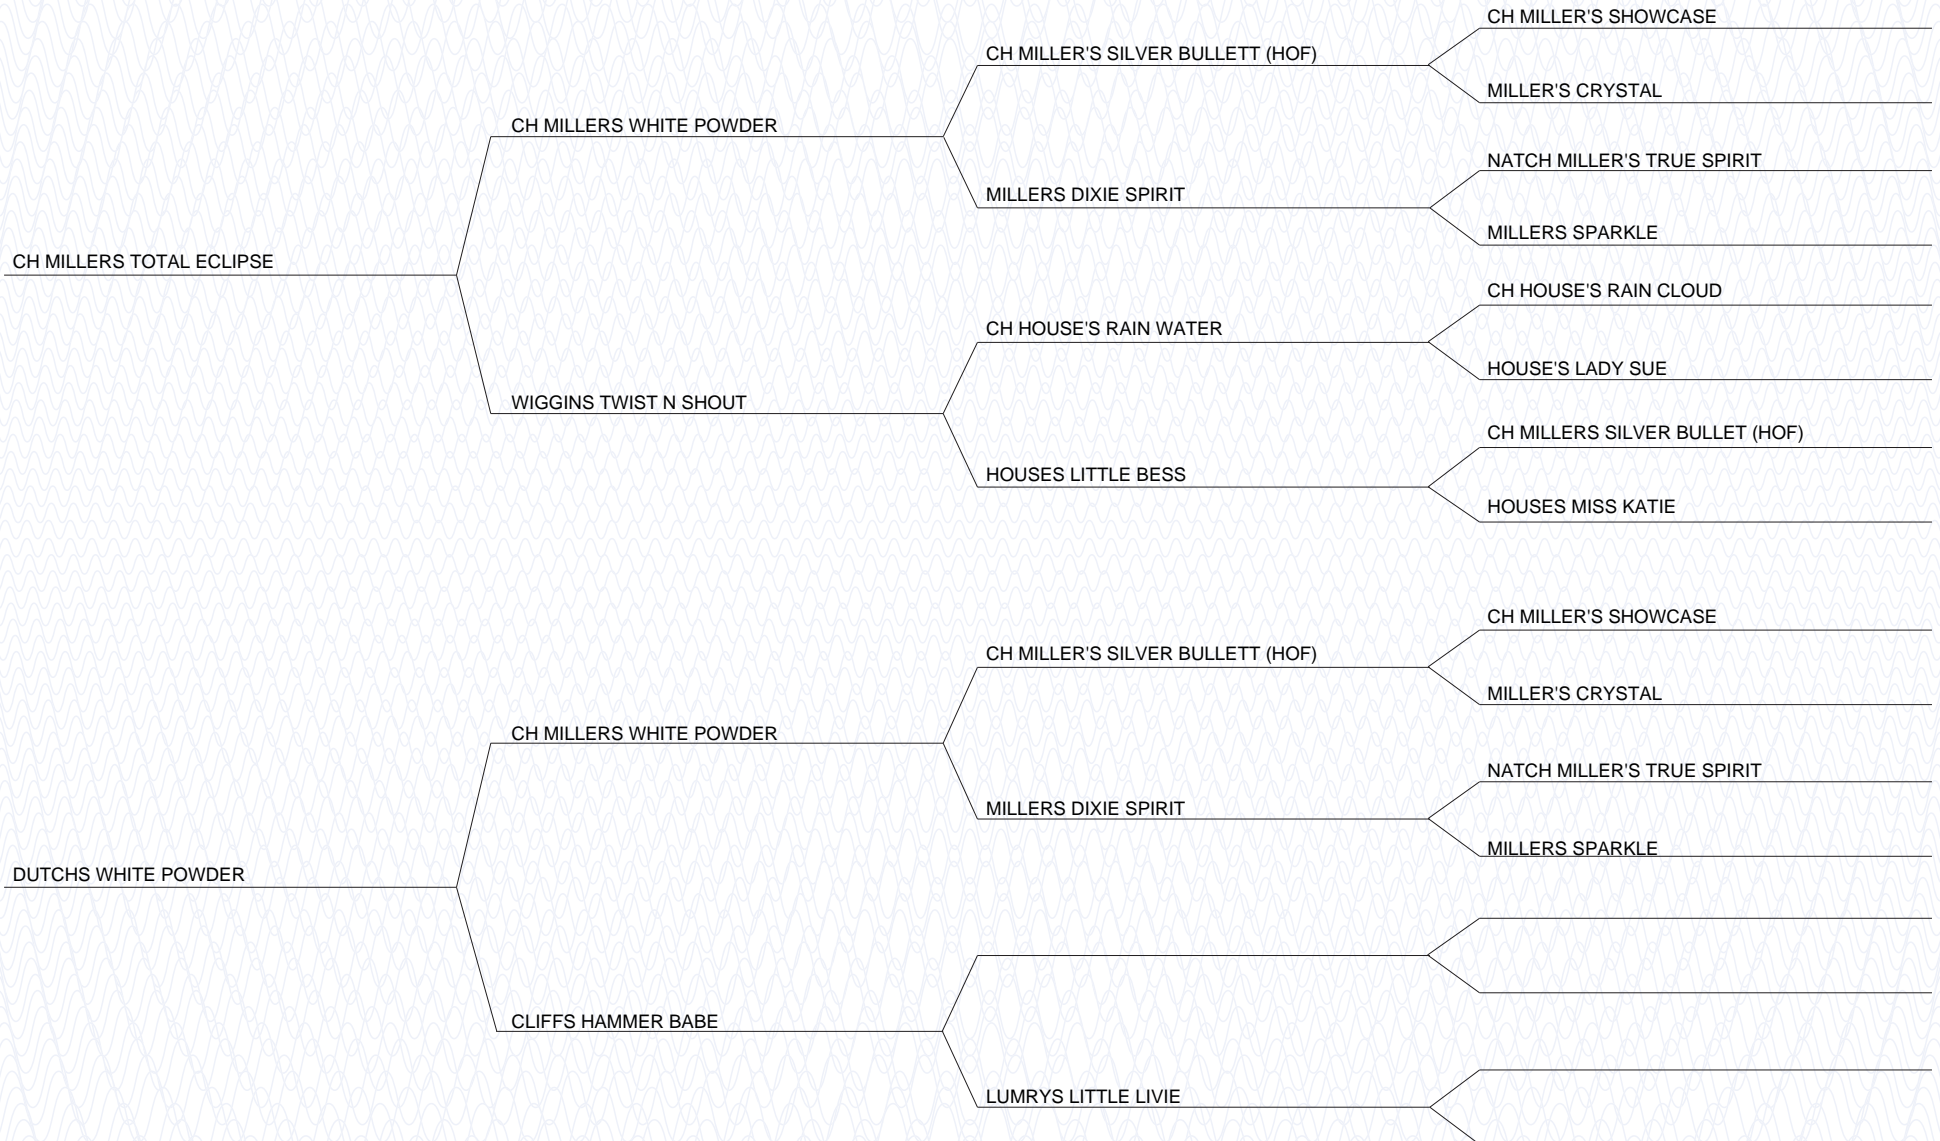 CH MILLER'S SHOWCASE
CH MILLER'S SILVER BULLETT (HOF)
MILLER'S CRYSTAL
CH MILLERS WHITE POWDER
NATCH MILLER'S TRUE SPIRIT
MILLERS DIXIE SPIRIT
MILLERS SPARKLE
CH MILLERS TOTAL ECLIPSE
CH HOUSE'S RAIN CLOUD
CH HOUSE'S RAIN WATER
HOUSE'S LADY SUE
WIGGINS TWIST N SHOUT
CH MILLERS SILVER BULLET (HOF)
HOUSES LITTLE BESS
HOUSES MISS KATIE
CH MILLER'S SHOWCASE
CH MILLER'S SILVER BULLETT (HOF)
MILLER'S CRYSTAL
CH MILLERS WHITE POWDER
NATCH MILLER'S TRUE SPIRIT
MILLERS DIXIE SPIRIT
MILLERS SPARKLE
DUTCHS WHITE POWDER
CLIFFS HAMMER BABE
LUMRYS LITTLE LIVIE